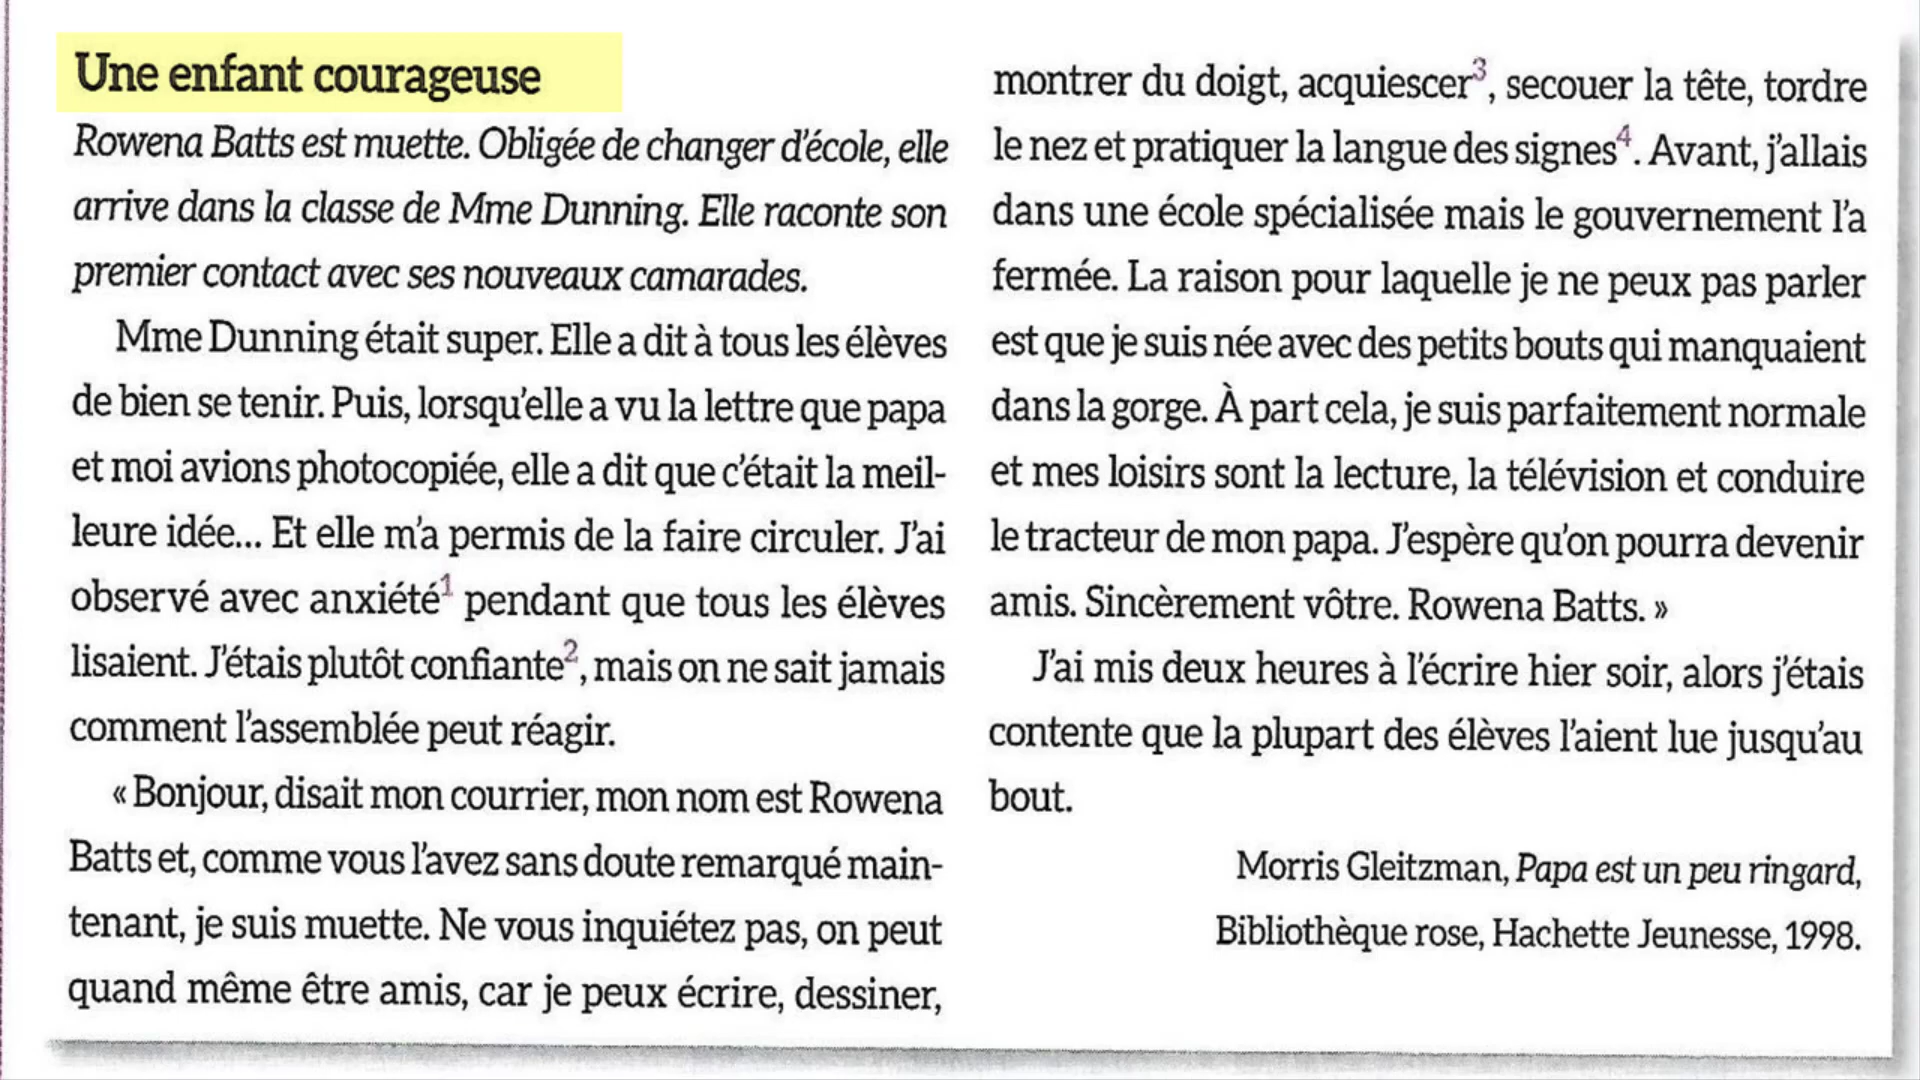 Une enfant courageuse
Rowena Batts est muette. Obligée de changer d'école, elle
arrive dans la classe de Mme Dunning. Elle raconte son
premier contact avec ses nouveaux camarades.
Mme Dunning était super. Elle a dit à tous les élèves
de bien se tenir. Puis, lorsqu'elle a vu la lettre que papa
et moi avions photocopiée, elle a dit que c'était la meil-
leure idée... Et elle m'a permis de la faire circuler. J'ai
observé avec anxiété1 pendant que tous les élèves
lisaient. J'étais plutôt confiante2, mais on ne sait jamais
comment l'assemblée peut réagir.
« Bonjour, disait mon courrier, mon nom est Rowena
Batts et, comme vous l'avez sans doute remarqué main-
tenant, je suis muette. Ne vous inquiétez pas, on peut
quand même être amis, car je peux écrire, dessiner,
montrer du doigt, acquiescer3, secouer la tête, tordre
le nez et pratiquer la langue des signes4. Avant, j'allais
dans une école spécialisée mais le gouvernement l'a
fermée. La raison pour laquelle je ne peux pas parler
est que je suis née avec des petits bouts qui manquaient
dans la gorge. À part cela, je suis parfaitement normale
et mes loisirs sont la lecture, la télévision et conduire
le tracteur de mon papa. J'espère qu'on pourra devenir
amis. Sincèrement vôtre. Rowena Batts. »
J'ai mis deux heures à l'écrire hier soir, alors j'étais
contente que la plupart des élèves l'aient lue jusqu'au
bout.
Morris Gleitzman, Papa est un peu ringard,
Bibliothèque rose, Hachette Jeunesse, 1998.